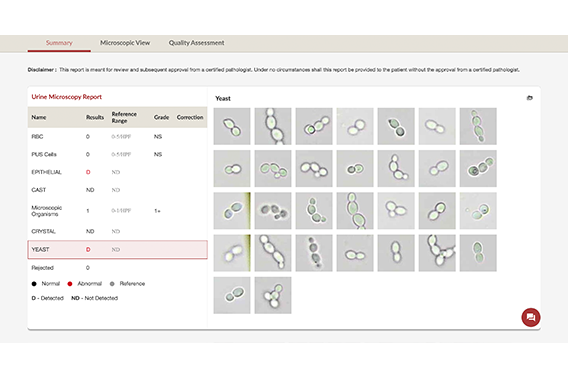 Summary Microscopic View Quality Assessment
Disclaimer : This report is meant for review and subsequent approval from a certified pathologist. Under no circumstances shall this report be provided to the patient without the approval from a certified pathologist.
Urine Microscopy Report
Yeast
Name Results Reference Range Grade Correction
RBC 0 0-5/HPF NS
PUS Cells 0 0-5/HPF NS
EPITHELIAL D ND
CAST ND ND
Microscopic Organisms 1 0-1/HPF 1+
CRYSTAL ND ND
YEAST D ND
Rejected 0
Normal Abnormal Reference
D - Detected ND - Not Detected